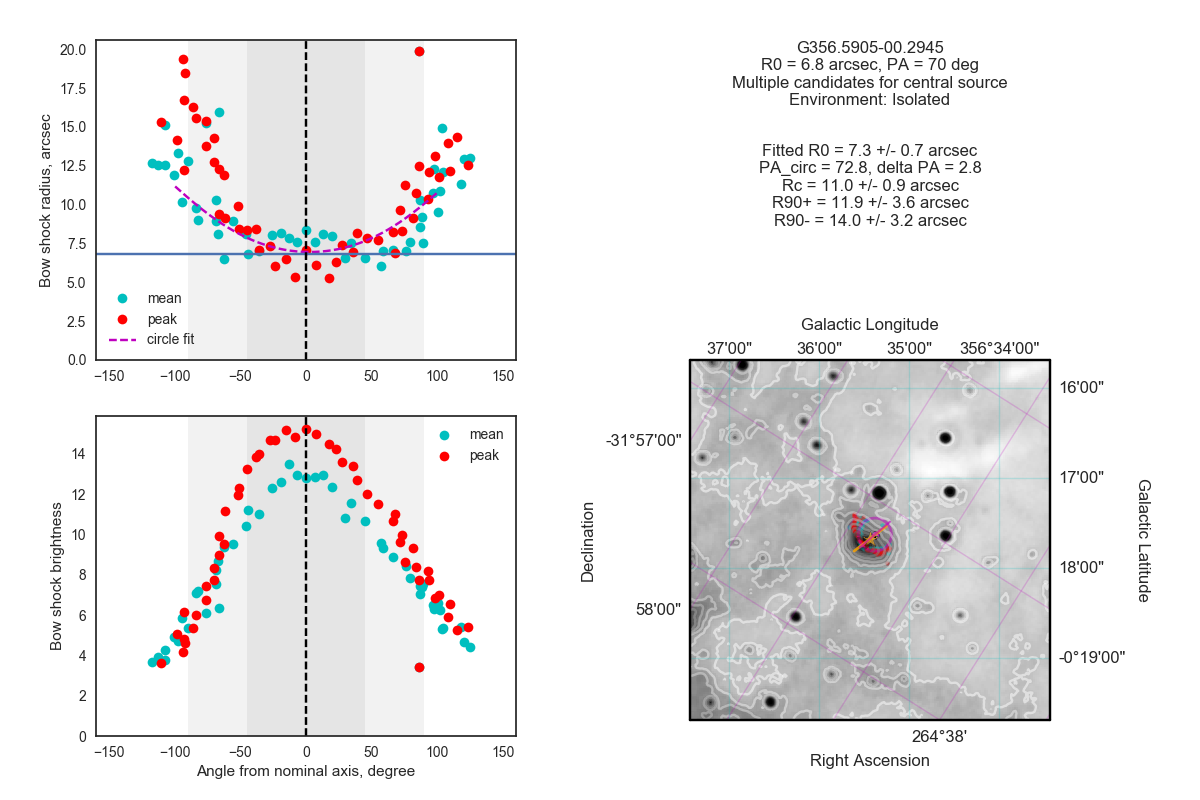 20.0
17.5
15.0
12.5
10.0
7.5
5.0
2.5
0.0
Bow shock radius, arcsec
mean
peak
circle fit
−150
−100
−50
0
50
100
150
14
12
10
8
6
4
2
0
Bow shock brightness
mean
peak
−150
−100
−50
0
50
100
150
Angle from nominal axis, degree
G356.5905-00.2945
R0 = 6.8 arcsec, PA = 70 deg
Multiple candidates for central source
Environment: Isolated
Fitted R0 = 7.3 +/- 0.7 arcsec
PA_circ = 72.8, delta PA = 2.8
Rc = 11.0 +/- 0.9 arcsec
R90+ = 11.9 +/- 3.6 arcsec
R90- = 14.0 +/- 3.2 arcsec
Galactic Longitude
37'00"
36'00"
35'00"
356°34'00"
16'00"
17'00"
18'00"
-0°19'00"
Galactic Latitude
-31°57'00"
58'00"
Declination
264°38'
Right Ascension